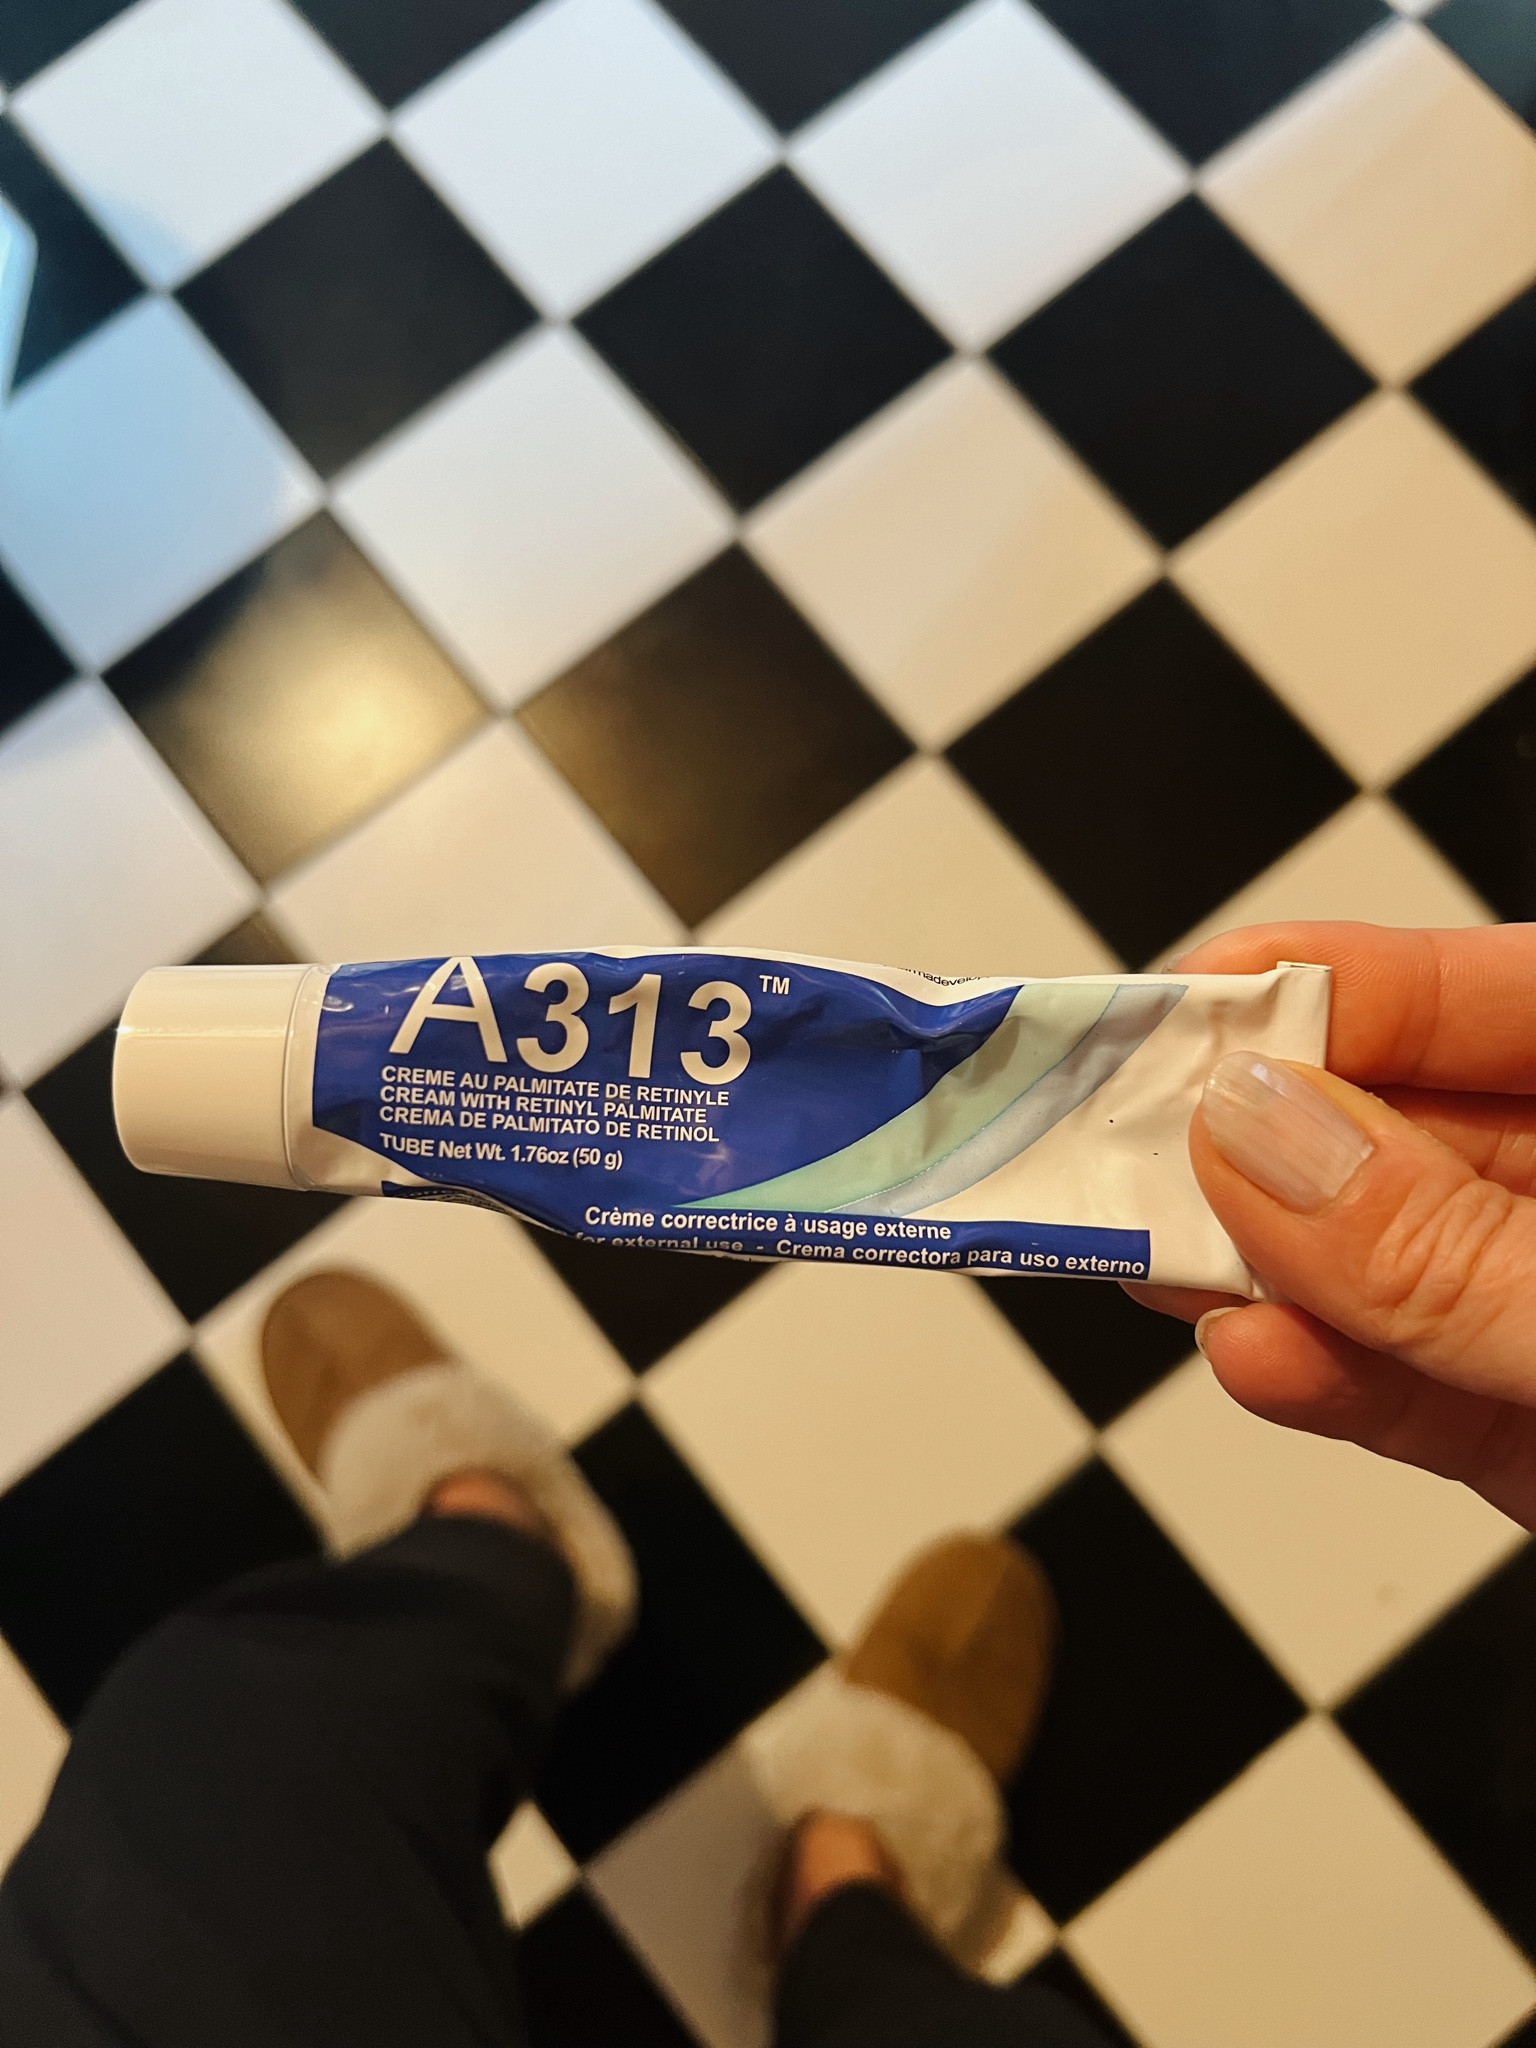 A313™
CREME AU PALMITATE DE RETINYLE
CREAM WITH RETINYL PALMITATE
CREMA DE PALMITATO DE RETINOL
TUBE Net Wt. 1.76oz (50 g)
Crème correctrice à usage externe
for external use - Crema correctora para uso externo